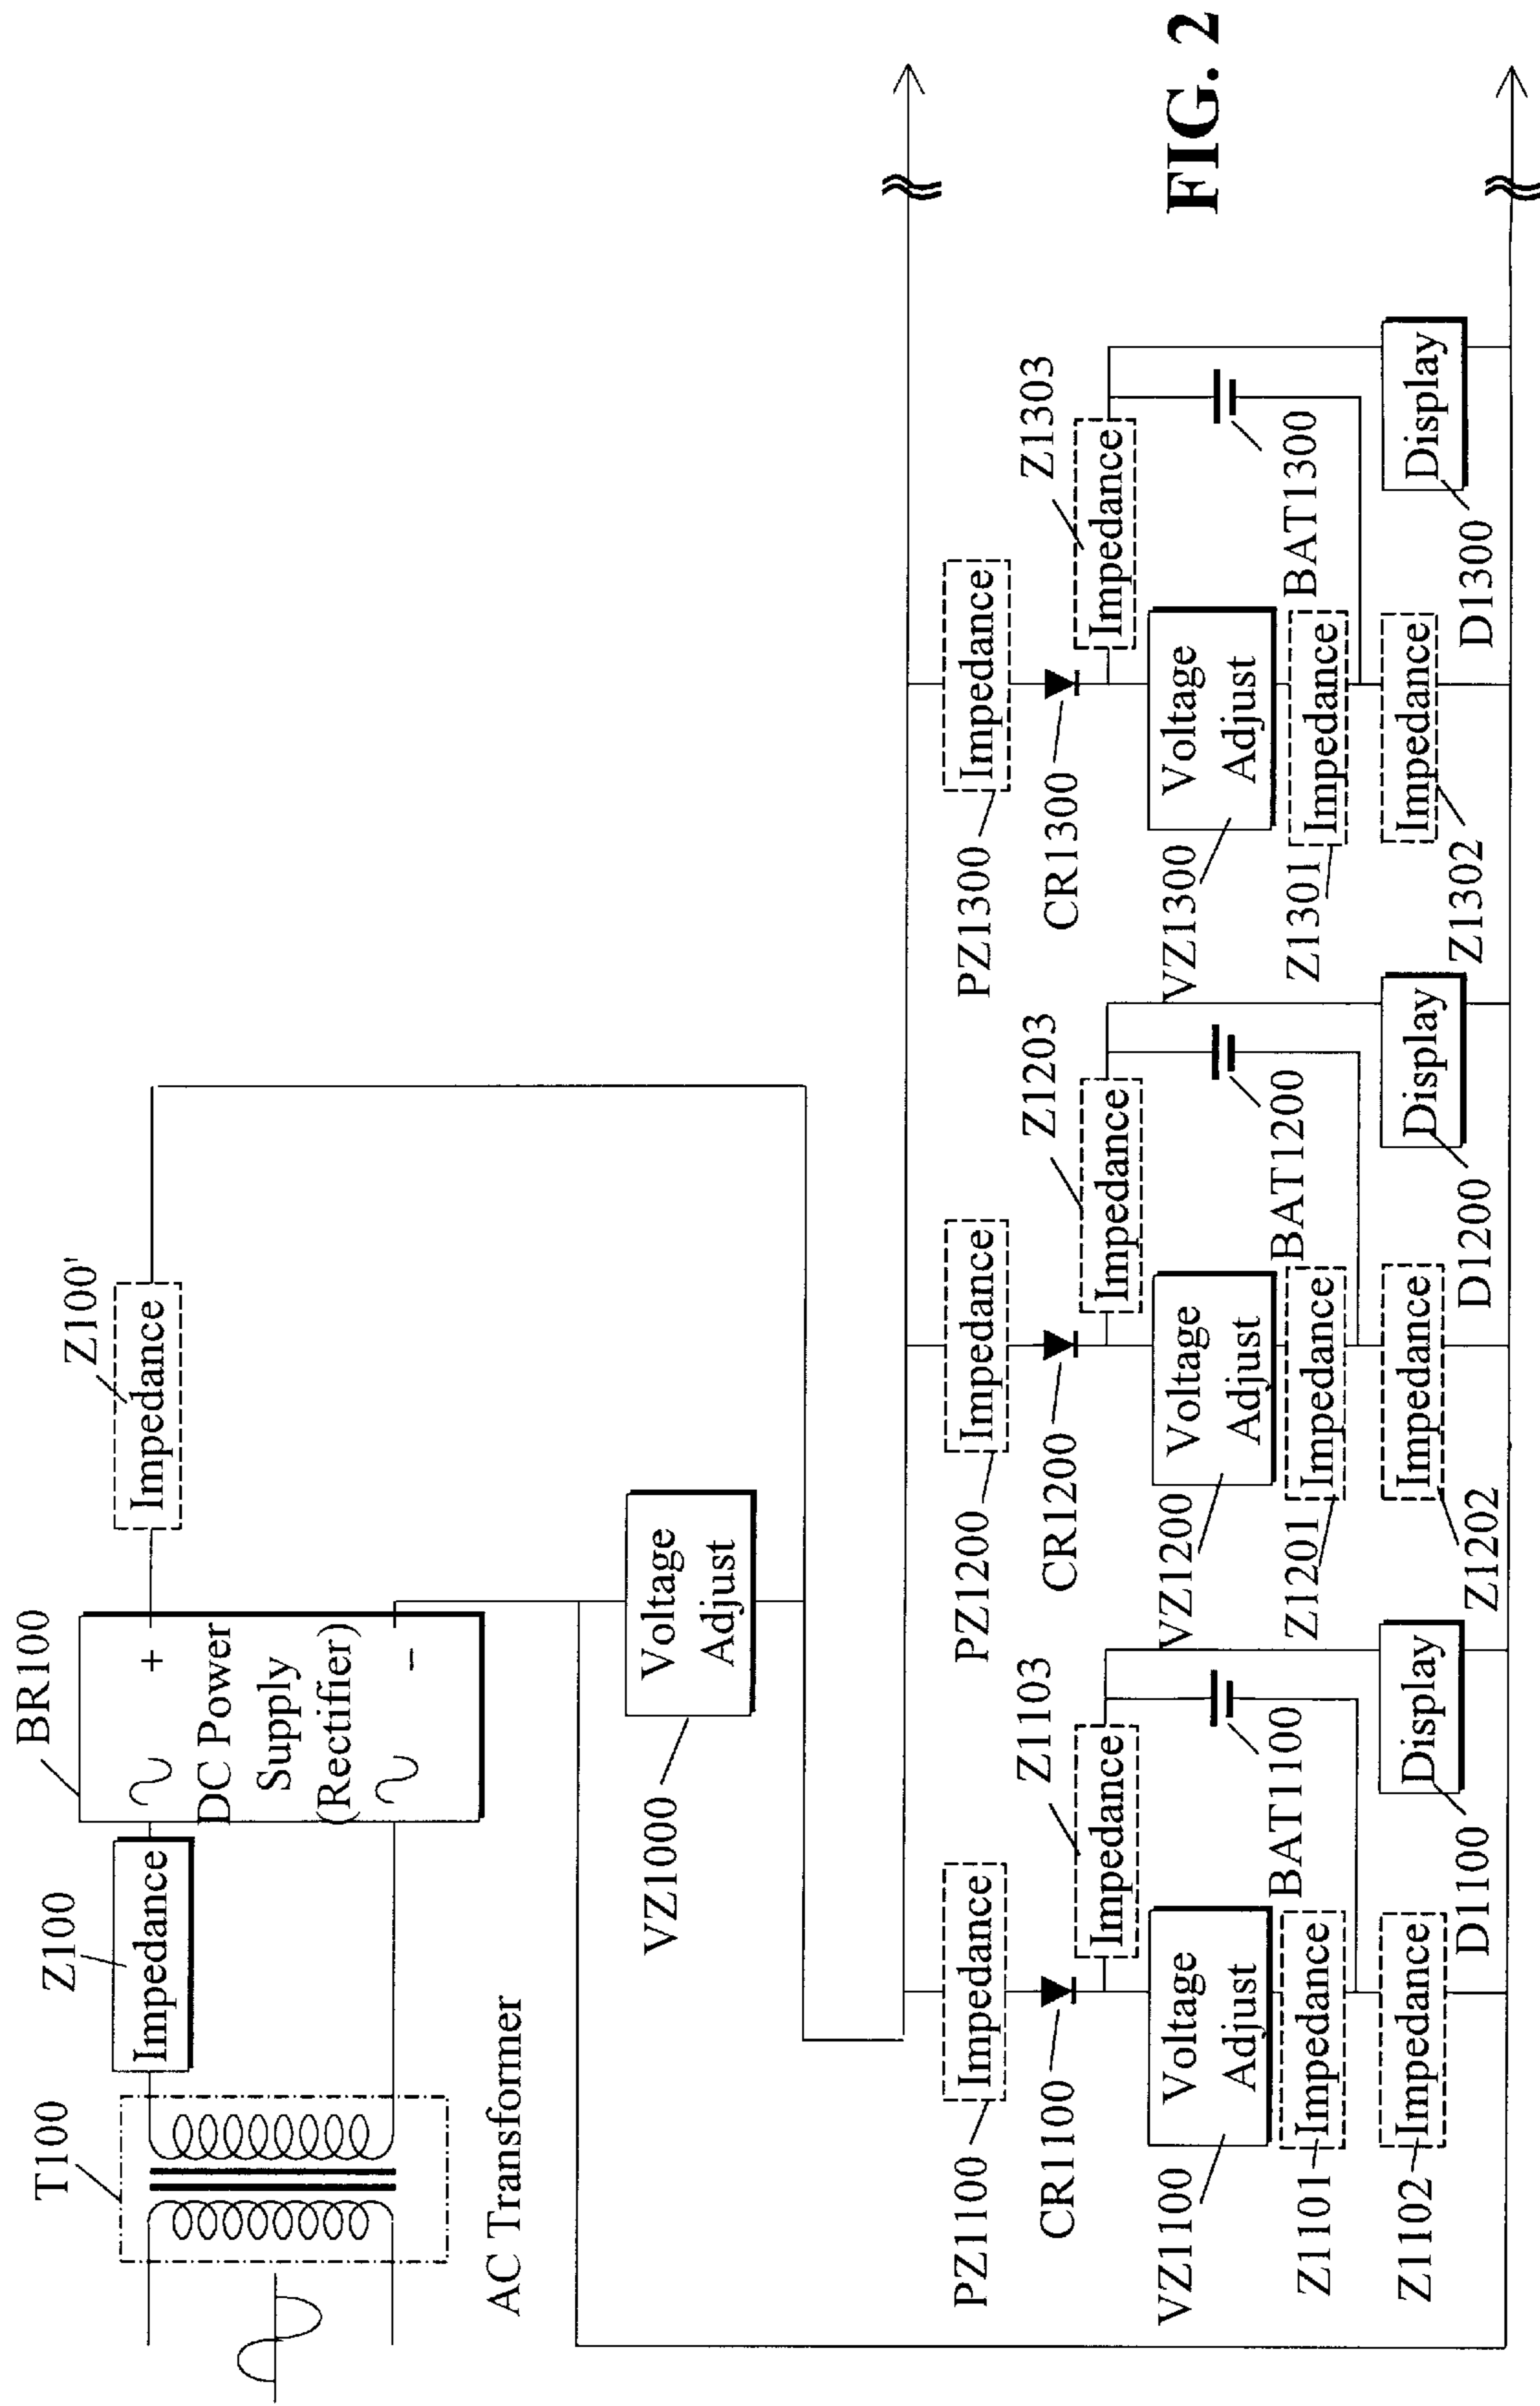 T100
Z100
BR100
Z100'
Impedance
Impedance
+
−
DC Power
Supply
(Rectifier)
AC Transformer
VZ1000
Voltage
Adjust
PZ1100
Impedance
CR1100
Z1103
Impedance
VZ1100
Voltage
Adjust
BAT1100
Z1101
Impedance
Z1102
Impedance
D1100
Display
PZ1200
Impedance
CR1200
Z1203
Impedance
VZ1200
Voltage
Adjust
BAT1200
Z1201
Impedance
Z1202
Impedance
D1200
Display
PZ1300
Impedance
CR1300
Z1303
Impedance
VZ1300
Voltage
Adjust
BAT1300
Z1301
Impedance
Z1302
Impedance
D1300
Display
FIG. 2